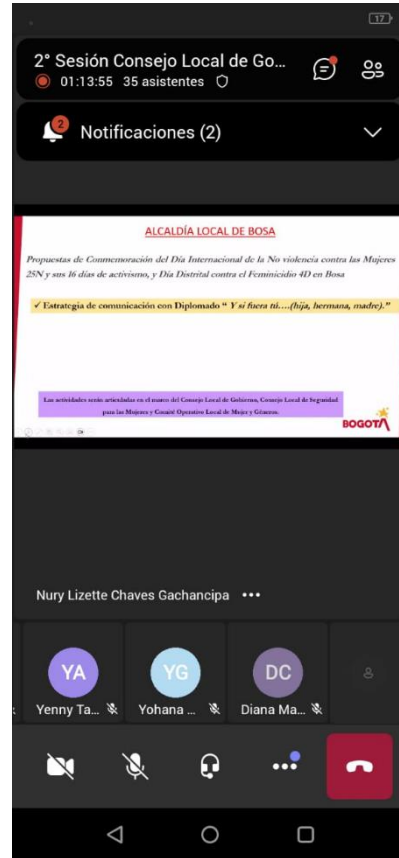 17
2° Sesión Consejo Local de Go...
01:13:55 35 asistentes
2
Notificaciones (2)
ALCALDÍA LOCAL DE BOSA
Propuestas de Conmemoración del Día Internacional de la No violencia contra las Mujeres
25N y sus 16 días de activismo, y Día Distrital contra el Feminicidio 4D en Bosa
✓ Estrategia de comunicación con Diplomado “ Y si fuera tú….(hija, hermana, madre).”
Las actividades serán articuladas en el marco del Consejo Local de Gobierno, Consejo Local de Seguridad
para las Mujeres y Comité Operativo Local de Mujer y Géneros.
BOGOTÁ
Nury Lizette Chaves Gachancipa •••
YA
YG
DC
Yenny Ta...
Yohana ...
Diana Ma...